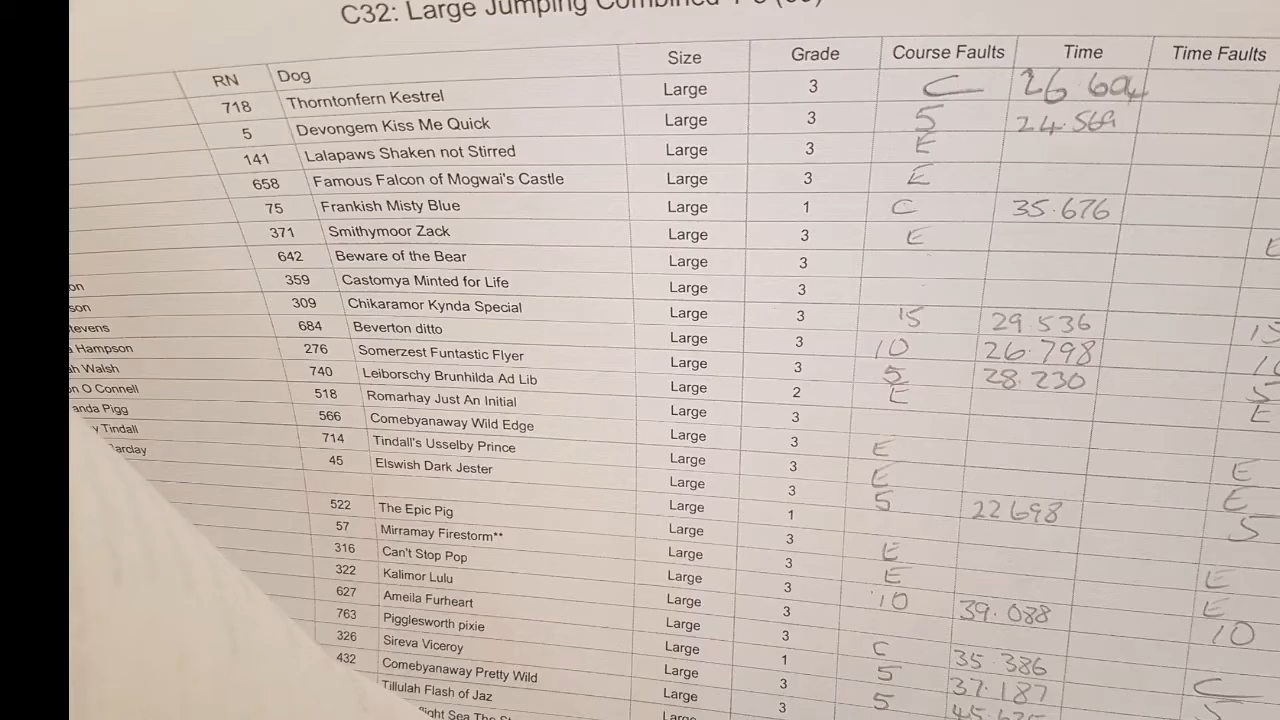 C32: Large Jumping Combined
RN Dog Size Grade Course Faults Time Time Faults
718 Thorntonfern Kestrel Large 3 C 26.604
5 Devongem Kiss Me Quick Large 3 5 24.569
141 Lalapaws Shaken not Stirred Large 3 E
658 Famous Falcon of Mogwai's Castle Large 3 E
75 Frankish Misty Blue Large 1 C 35.676
371 Smithymoor Zack Large 3 E E
642 Beware of the Bear Large 3
on 359 Castomya Minted for Life Large 3
son 309 Chikaramor Kynda Special Large 3 15 29.536 15
tevens 684 Beverton ditto Large 3 10 26.798 10
Hampson 276 Somerzest Funtastic Flyer Large 3 5 28.230 5
h Walsh 740 Leiborschy Brunhilda Ad Lib Large 2 E E
n O Connell 518 Romarhay Just An Initial Large 3
anda Pigg 566 Comebyanaway Wild Edge Large 3 E E
y Tindall 714 Tindall's Usselby Prince Large 3 E E
arclay 45 Elswish Dark Jester Large 3 5 22 698 5
Large 1
522 The Epic Pig Large 3 E E
57 Mirramay Firestorm** Large 3 E E
316 Can't Stop Pop Large 3 10 39.088 10
322 Kalimor Lulu Large 3
627 Ameila Furheart Large 3 C 35.386 C
763 Pigglesworth pixie Large 1 5 37.187 5
326 Sireva Viceroy Large 3 5
432 Comebyanaway Pretty Wild Large 3
Tillulah Flash of Jaz Large
Sea The